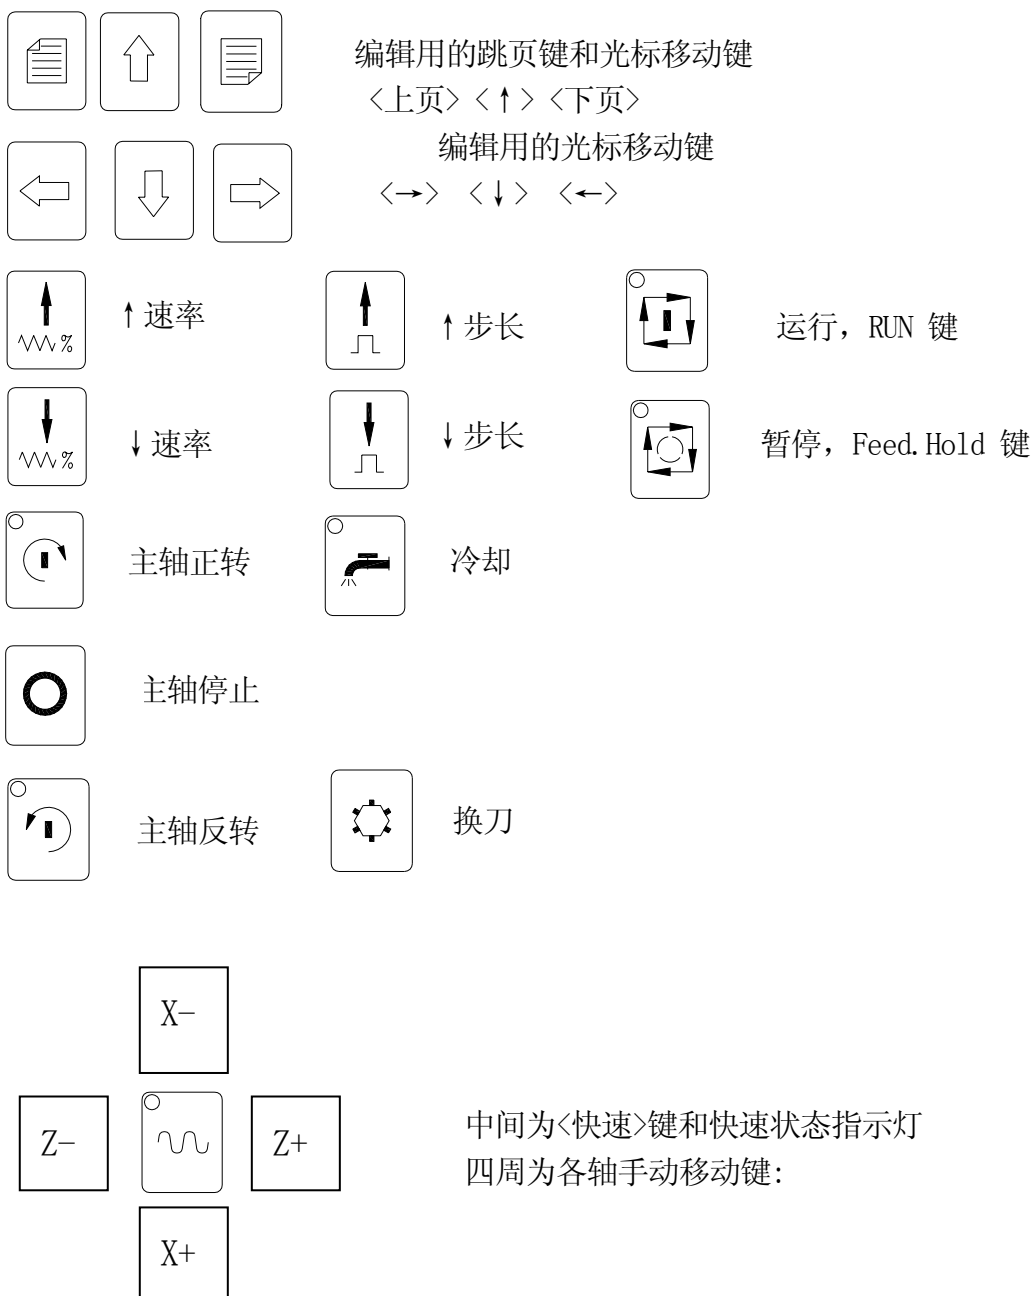 编辑用的跳页键和光标移动键
<上页> <↑> <下页>
编辑用的光标移动键
<→> <↓> <←>
% ↑速率 ↑步长 运行，RUN 键
% ↓速率 ↓步长 暂停，Feed.Hold 键
主轴正转 冷却
主轴停止
主轴反转 换刀
X-
Z- Z+ 中间为<快速>键和快速状态指示灯
四周为各轴手动移动键:
X+